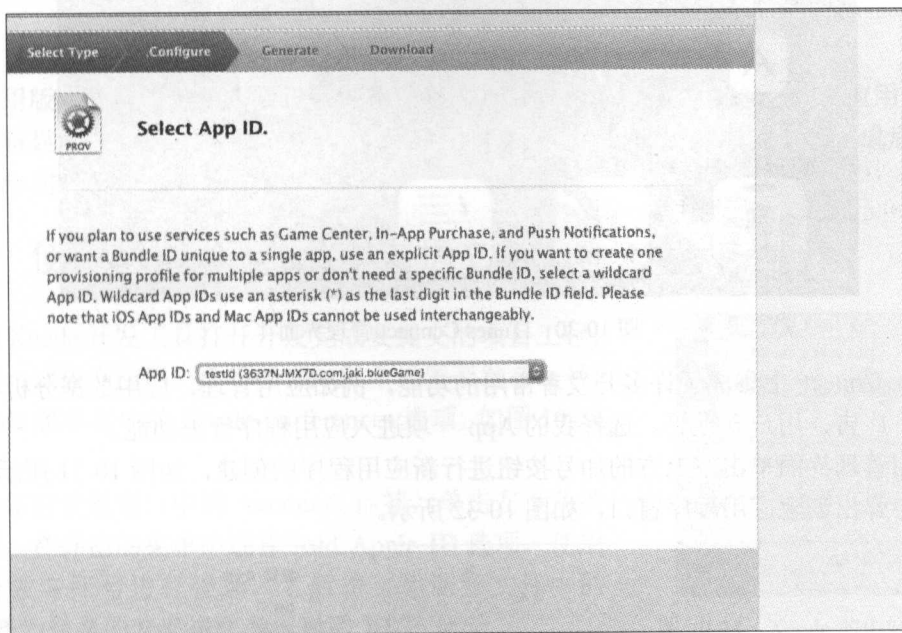 Select Type Configure Generate Download
PROV
Select App ID.
If you plan to use services such as Game Center, In-App Purchase, and Push Notifications,
or want a Bundle ID unique to a single app, use an explicit App ID. If you want to create one
provisioning profile for multiple apps or don't need a specific Bundle ID, select a wildcard
App ID. Wildcard App IDs use an asterisk (*) as the last digit in the Bundle ID field. Please
note that iOS App IDs and Mac App IDs cannot be used interchangeably.
App ID: testId (3637NJMX7D.com.jaki.blueGame)